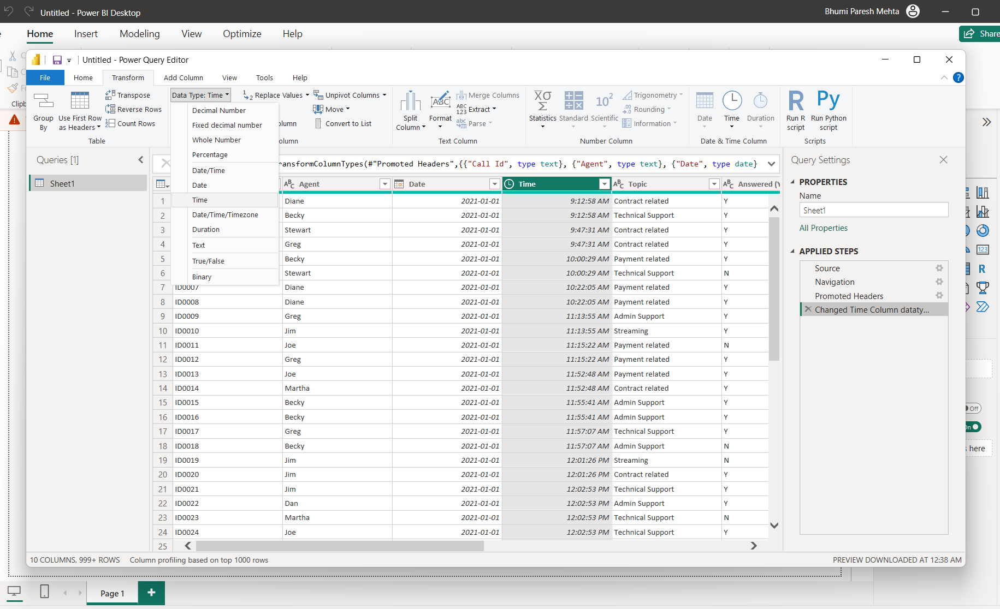 Untitled - Power BI Desktop
Bhumi Paresh Mehta
Home Insert Modeling View Optimize Help
Share
Untitled - Power Query Editor
File Home Transform Add Column View Tools Help
Group By
Use First Row as Headers
Transpose
Reverse Rows
Count Rows
Table
Data Type: Time
Replace Values
Unpivot Columns
Move
Convert to List
Split Column
Format
Merge Columns
Extract
Parse
Text Column
Statistics
Standard
Scientific
Trigonometry
Rounding
Information
Number Column
Date
Time
Duration
Date & Time Column
Run R script
Run Python script
Scripts
Decimal Number
Fixed decimal number
Whole Number
Percentage
Date/Time
Date
Time
Date/Time/Timezone
Duration
Text
True/False
Binary
Queries [1]
Sheet1
ransformColumnTypes(#"Promoted Headers",{{"Call Id", type text}, {"Agent", type text}, {"Date", type date}
Agent Date Time Topic Answered (Y
1 Diane 2021-01-01 9:12:58 AM Contract related Y
2 Becky 2021-01-01 9:12:58 AM Technical Support Y
3 Stewart 2021-01-01 9:47:31 AM Contract related Y
4 Greg 2021-01-01 9:47:31 AM Contract related Y
5 Becky 2021-01-01 10:00:29 AM Payment related Y
6 Stewart 2021-01-01 10:00:29 AM Technical Support N
7 ID0007 Diane 2021-01-01 10:22:05 AM Payment related Y
8 ID0008 Diane 2021-01-01 10:22:05 AM Payment related Y
9 ID0009 Greg 2021-01-01 11:13:55 AM Admin Support Y
10 ID0010 Jim 2021-01-01 11:13:55 AM Streaming Y
11 ID0011 Joe 2021-01-01 11:15:22 AM Payment related N
12 ID0012 Greg 2021-01-01 11:15:22 AM Payment related Y
13 ID0013 Joe 2021-01-01 11:52:48 AM Payment related Y
14 ID0014 Martha 2021-01-01 11:52:48 AM Contract related Y
15 ID0015 Becky 2021-01-01 11:55:41 AM Admin Support Y
16 ID0016 Becky 2021-01-01 11:55:41 AM Admin Support Y
17 ID0017 Greg 2021-01-01 11:57:07 AM Technical Support Y
18 ID0018 Becky 2021-01-01 11:57:07 AM Admin Support N
19 ID0019 Jim 2021-01-01 12:01:26 PM Streaming N
20 ID0020 Jim 2021-01-01 12:01:26 PM Contract related Y
21 ID0021 Jim 2021-01-01 12:02:53 PM Technical Support Y
22 ID0022 Dan 2021-01-01 12:02:53 PM Admin Support Y
23 ID0023 Martha 2021-01-01 12:02:53 PM Technical Support N
24 ID0024 Joe 2021-01-01 12:02:53 PM Technical Support Y
25
Query Settings
PROPERTIES
Name
Sheet1
All Properties
APPLIED STEPS
Source
Navigation
Promoted Headers
Changed Time Column dataty...
Off
here
10 COLUMNS, 999+ ROWS Column profiling based on top 1000 rows
PREVIEW DOWNLOADED AT 12:38 AM
Page 1